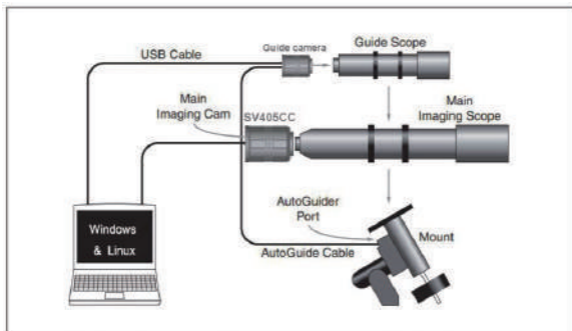 Guide camera
Guide Scope
USB Cable
Main
Imaging Cam
SV405CC
Main
Imaging Scope
AutoGuider
Port
Mount
AutoGuide Cable
Windows
& Linux